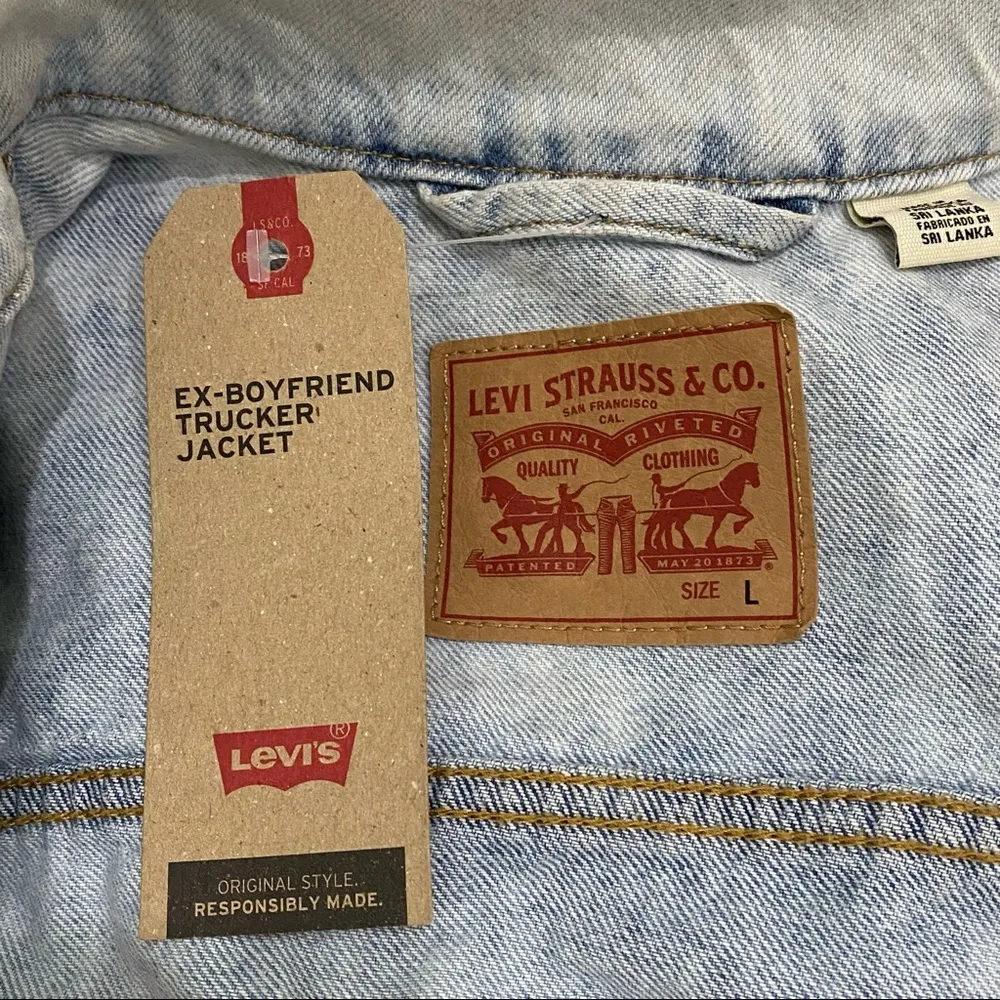 LS&CO.
18 73
SF CAL
EX-BOYFRIEND
TRUCKER
JACKET
LEVI'S®
ORIGINAL STYLE.
RESPONSIBLY MADE.
LEVI STRAUSS & CO.
SAN FRANCISCO
CAL.
ORIGINAL RIVETED
QUALITY CLOTHING
PATENTED MAY 20 1873 ®
SIZE L
SRI LANKA
FABRICADO EN
SRI LANKA